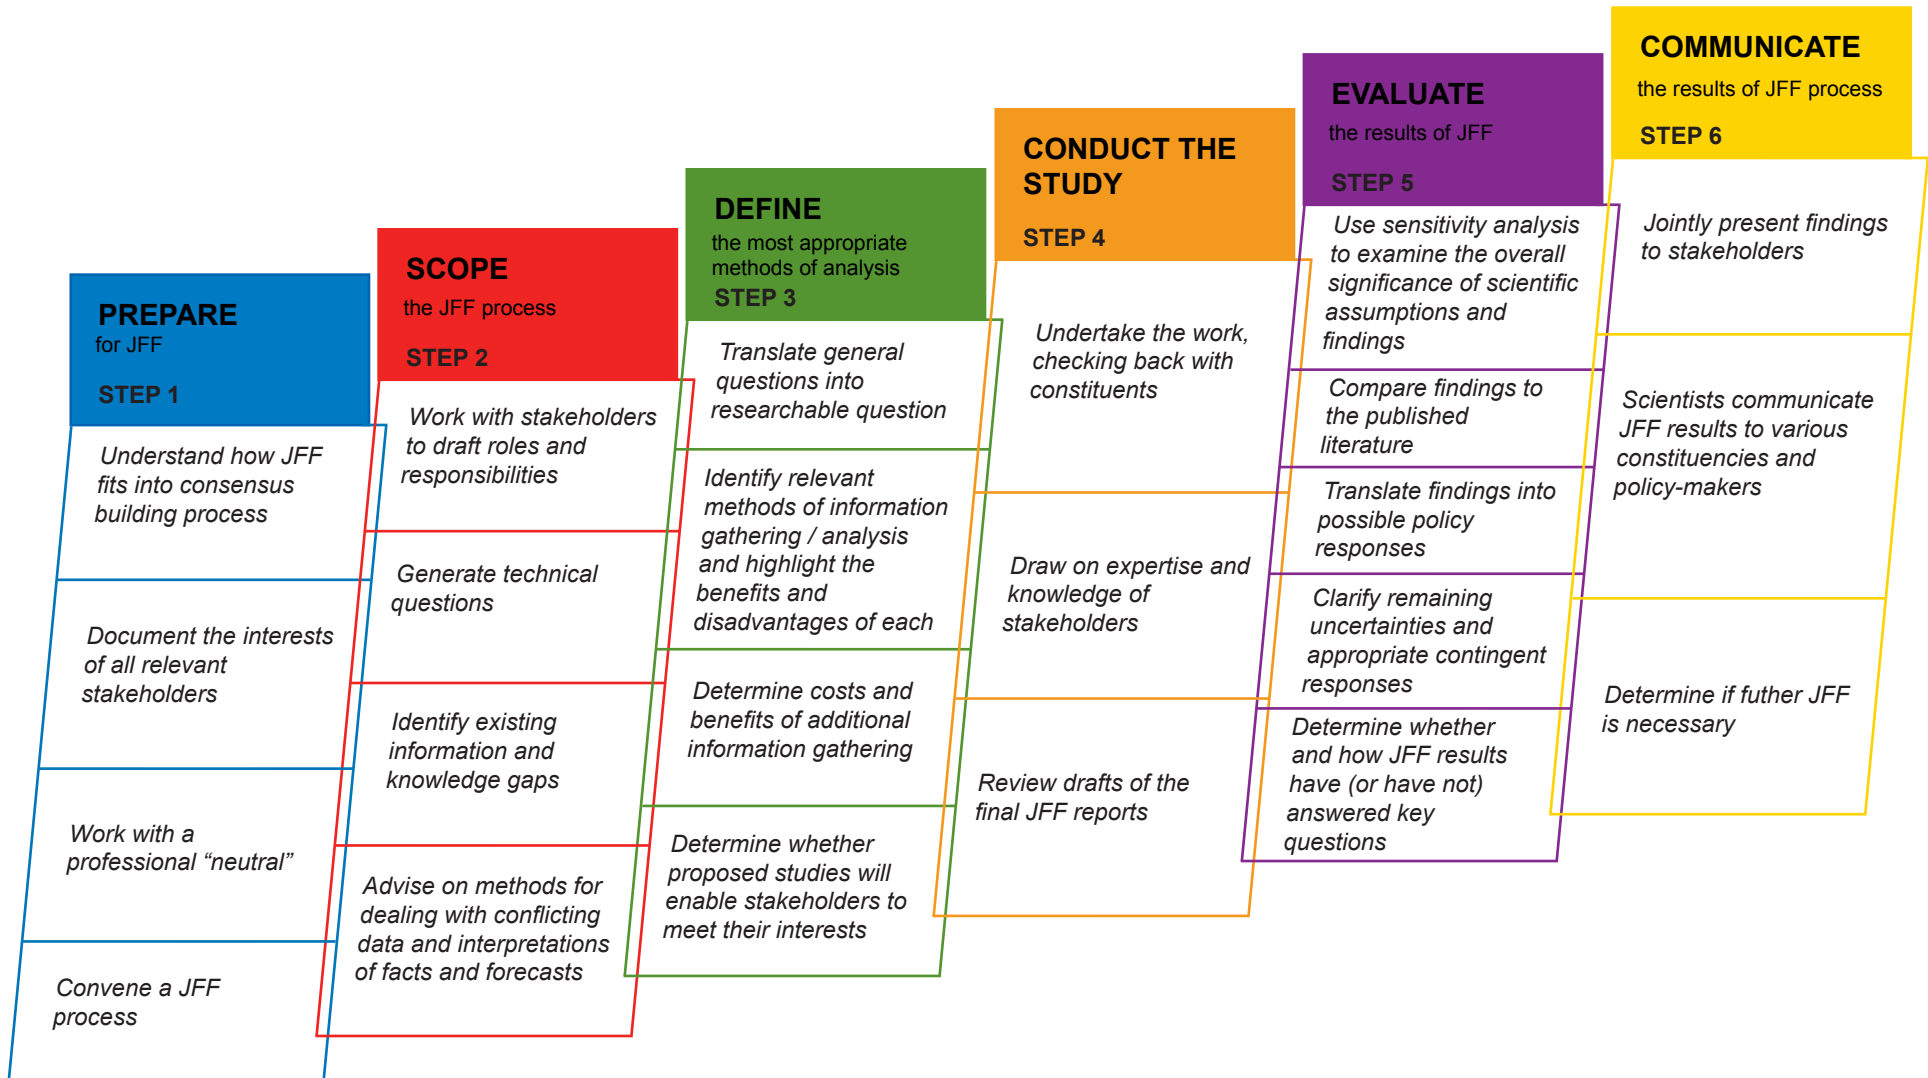 PREPARE
for JFF
STEP 1
Understand how JFF
fits into consensus
building process
Document the interests
of all relevant
stakeholders
Work with a
professional “neutral”
Convene a JFF
process
SCOPE
the JFF process
STEP 2
Work with stakeholders
to draft roles and
responsibilities
Generate technical
questions
Identify existing
information and
knowledge gaps
Advise on methods for
dealing with conflicting
data and interpretations
of facts and forecasts
DEFINE
the most appropriate
methods of analysis
STEP 3
Translate general
questions into
researchable question
Identify relevant
methods of information
gathering / analysis
and highlight the
benefits and
disadvantages of each
Determine costs and
benefits of additional
information gathering
Determine whether
proposed studies will
enable stakeholders to
meet their interests
CONDUCT THE
STUDY
STEP 4
Undertake the work,
checking back with
constituents
Draw on expertise and
knowledge of
stakeholders
Review drafts of the
final JFF reports
EVALUATE
the results of JFF
STEP 5
Use sensitivity analysis
to examine the overall
significance of scientific
assumptions and
findings
Compare findings to
the published
literature
Translate findings into
possible policy
responses
Clarify remaining
uncertainties and
appropriate contingent
responses
Determine whether
and how JFF results
have (or have not)
answered key
questions
COMMUNICATE
the results of JFF process
STEP 6
Jointly present findings
to stakeholders
Scientists communicate
JFF results to various
constituencies and
policy-makers
Determine if futher JFF
is necessary